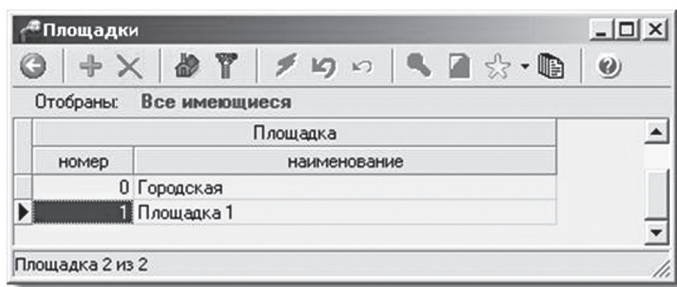 Площадки
Отобраны: Все имеющиеся
Площадка
номер наименование
0 Городская
1 Площадка 1
Площадка 2 из 2